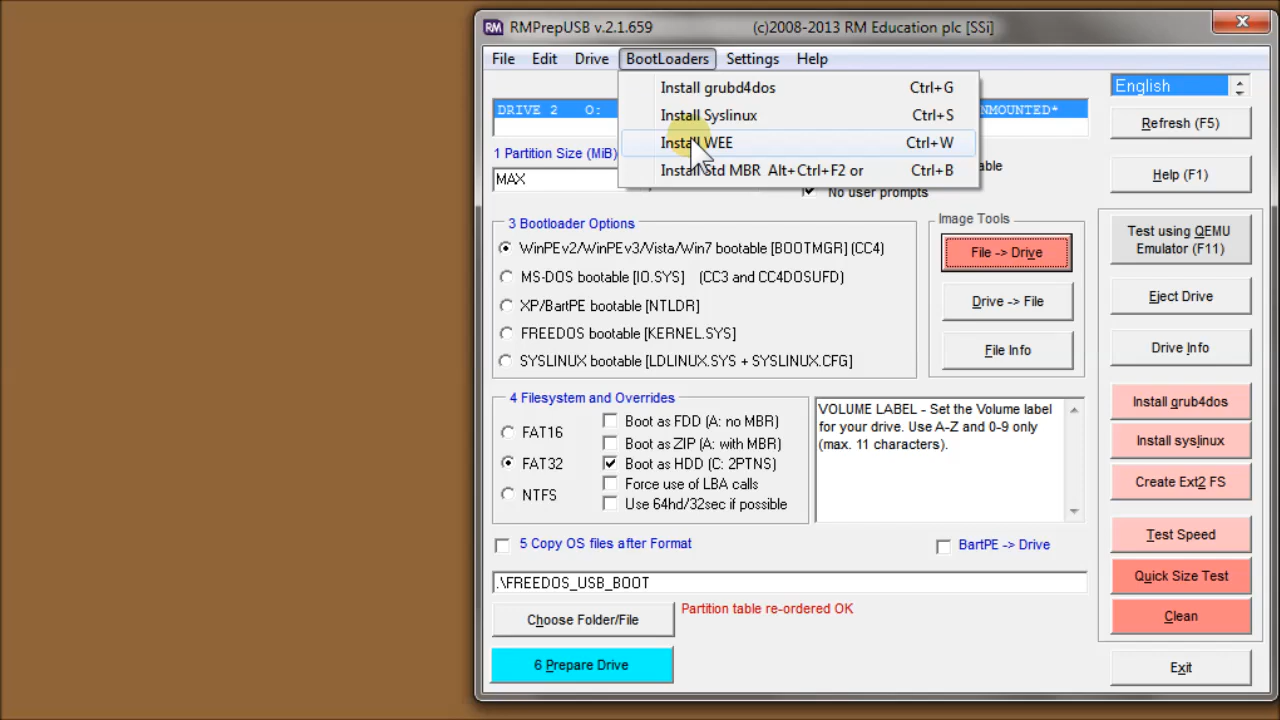 RMPrepUSB v.2.1.659 (c)2008-2013 RM Education plc [SSi]
File Edit Drive BootLoaders Settings Help
Install grubd4dos Ctrl+G
Install Syslinux Ctrl+S
Install WEE Ctrl+W
Install Std MBR Alt+Ctrl+F2 or Ctrl+B
English
DRIVE 2 O: NMOUNTED*
Refresh (F5)
1 Partition Size (MiB)
able
MAX
No user prompts
Help (F1)
3 Bootloader Options
WinPEv2/WinPEv3/Vista/Win7 bootable [BOOTMGR] (CC4)
MS-DOS bootable [IO.SYS] (CC3 and CC4DOSUFD)
XP/BartPE bootable [NTLDR]
FREEDOS bootable [KERNEL.SYS]
SYSLINUX bootable [LDLINUX.SYS + SYSLINUX.CFG]
Image Tools
File -> Drive
Drive -> File
File Info
Test using QEMU
Emulator (F11)
Eject Drive
Drive Info
4 Filesystem and Overrides
FAT16
FAT32
NTFS
Boot as FDD (A: no MBR)
Boot as ZIP (A: with MBR)
Boot as HDD (C: 2PTNS)
Force use of LBA calls
Use 64hd/32sec if possible
VOLUME LABEL - Set the Volume label
for your drive. Use A-Z and 0-9 only
(max. 11 characters).
Install grub4dos
Install syslinux
Create Ext2 FS
Test Speed
Quick Size Test
Clean
5 Copy OS files after Format
BartPE -> Drive
.\FREEDOS_USB_BOOT
Choose Folder/File
Partition table re-ordered OK
6 Prepare Drive
Exit